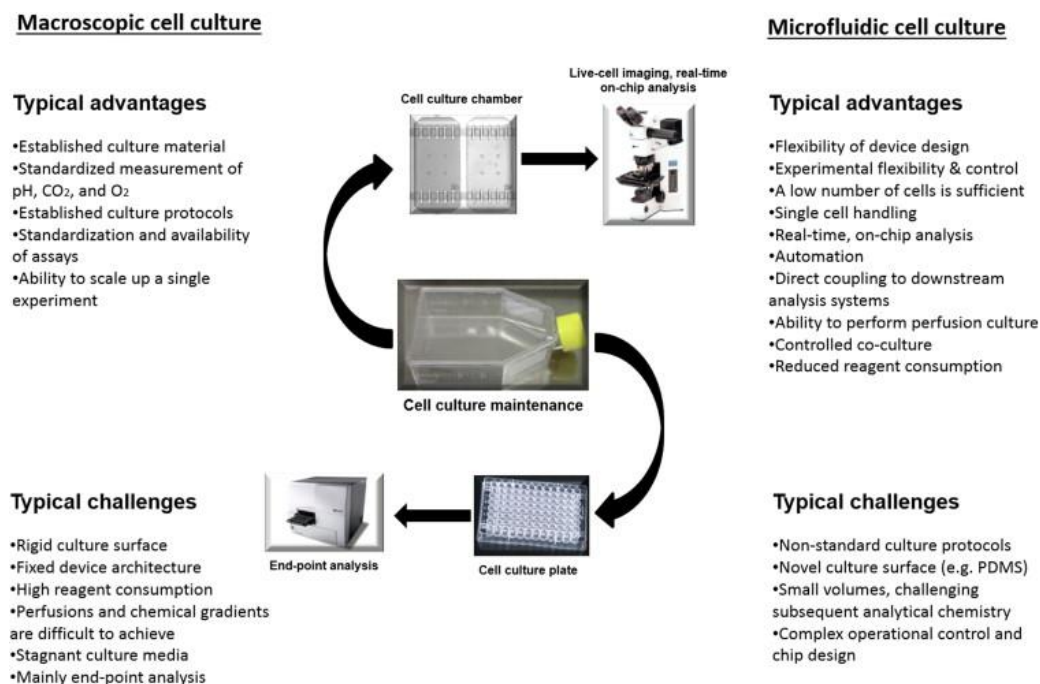 Macroscopic cell culture
Typical advantages
•Established culture material
•Standardized measurement of
pH, CO₂, and O₂
•Established culture protocols
•Standardization and availability
of assays
•Ability to scale up a single
experiment
Typical challenges
•Rigid culture surface
•Fixed device architecture
•High reagent consumption
•Perfusions and chemical gradients
are difficult to achieve
•Stagnant culture media
•Mainly end-point analysis
Cell culture chamber
Live-cell imaging, real-time
on-chip analysis
Cell culture maintenance
End-point analysis
Cell culture plate
Microfluidic cell culture
Typical advantages
•Flexibility of device design
•Experimental flexibility & control
•A low number of cells is sufficient
•Single cell handling
•Real-time, on-chip analysis
•Automation
•Direct coupling to downstream
analysis systems
•Ability to perform perfusion culture
•Controlled co-culture
•Reduced reagent consumption
Typical challenges
•Non-standard culture protocols
•Novel culture surface (e.g. PDMS)
•Small volumes, challenging
subsequent analytical chemistry
•Complex operational control and
chip design